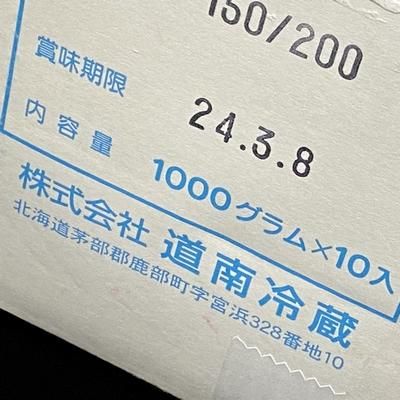 150/200
賞味期限 24.3.8
内容量 1000グラム×10入
株式会社 道南冷蔵
北海道茅部郡鹿部町字宮浜328番地10